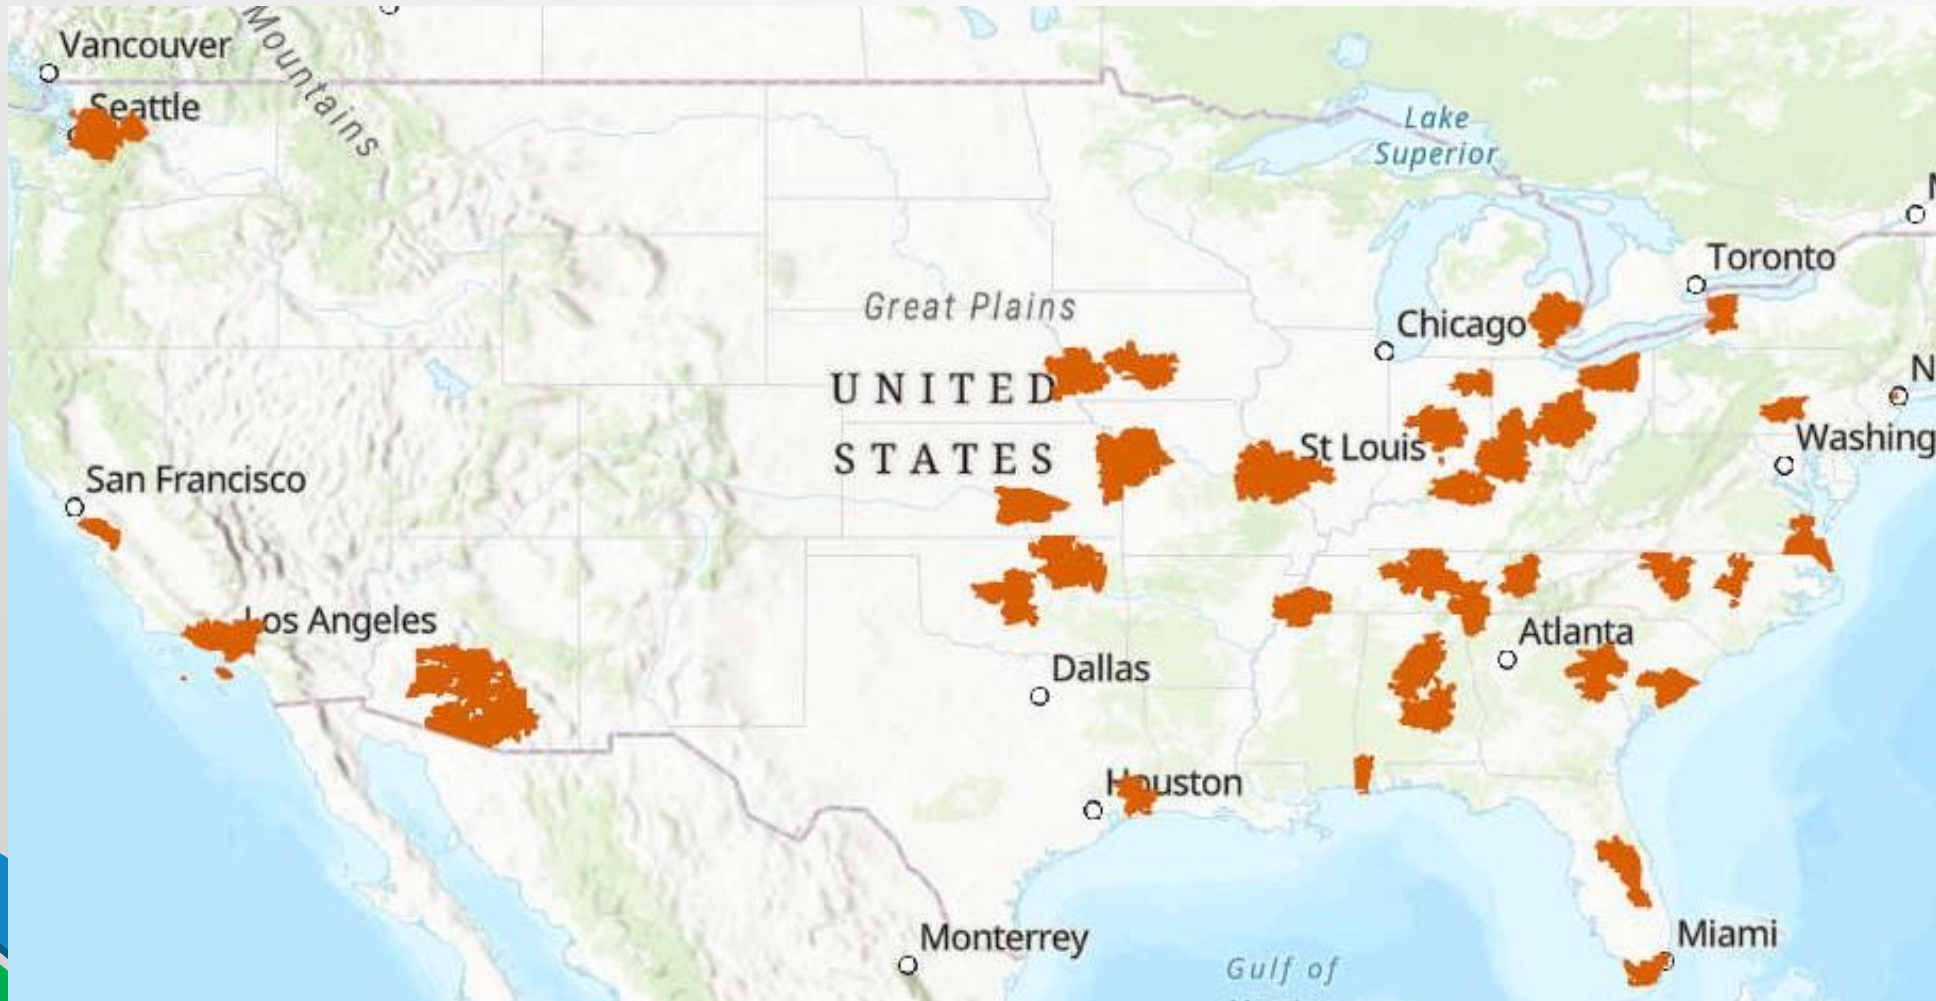 Vancouver
Mountains
Seattle
Lake
Superior
Toronto
Great Plains
Chicago
UNITED
St Louis
STATES
Washing
San Francisco
Los Angeles
Atlanta
Dallas
Houston
Miami
Monterrey
Gulf of